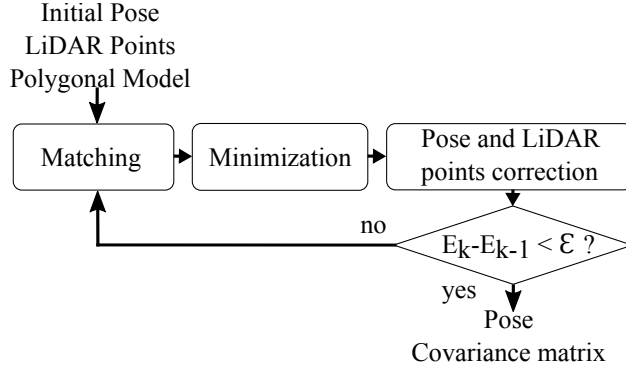 Initial Pose
LiDAR Points
Polygonal Model
Matching
Minimization
Pose and LiDAR
points correction
no
Ek-Ek-1 < Ɛ ?
yes
Pose
Covariance matrix